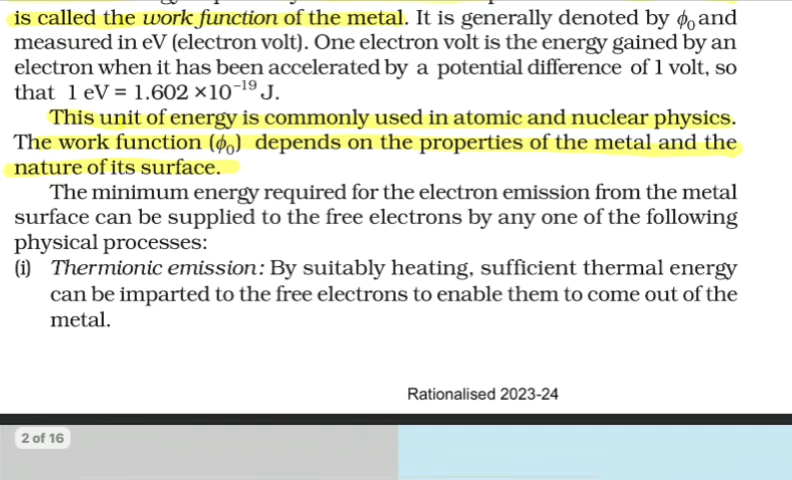 is called the work function of the metal. It is generally denoted by ϕ₀ and
measured in eV (electron volt). One electron volt is the energy gained by an
electron when it has been accelerated by a potential difference of 1 volt, so
that 1 eV = 1.602 ×10⁻¹⁹ J.
This unit of energy is commonly used in atomic and nuclear physics.
The work function (ϕ₀) depends on the properties of the metal and the
nature of its surface.
The minimum energy required for the electron emission from the metal
surface can be supplied to the free electrons by any one of the following
physical processes:
(i) Thermionic emission: By suitably heating, sufficient thermal energy
can be imparted to the free electrons to enable them to come out of the
metal.
Rationalised 2023-24
2 of 16